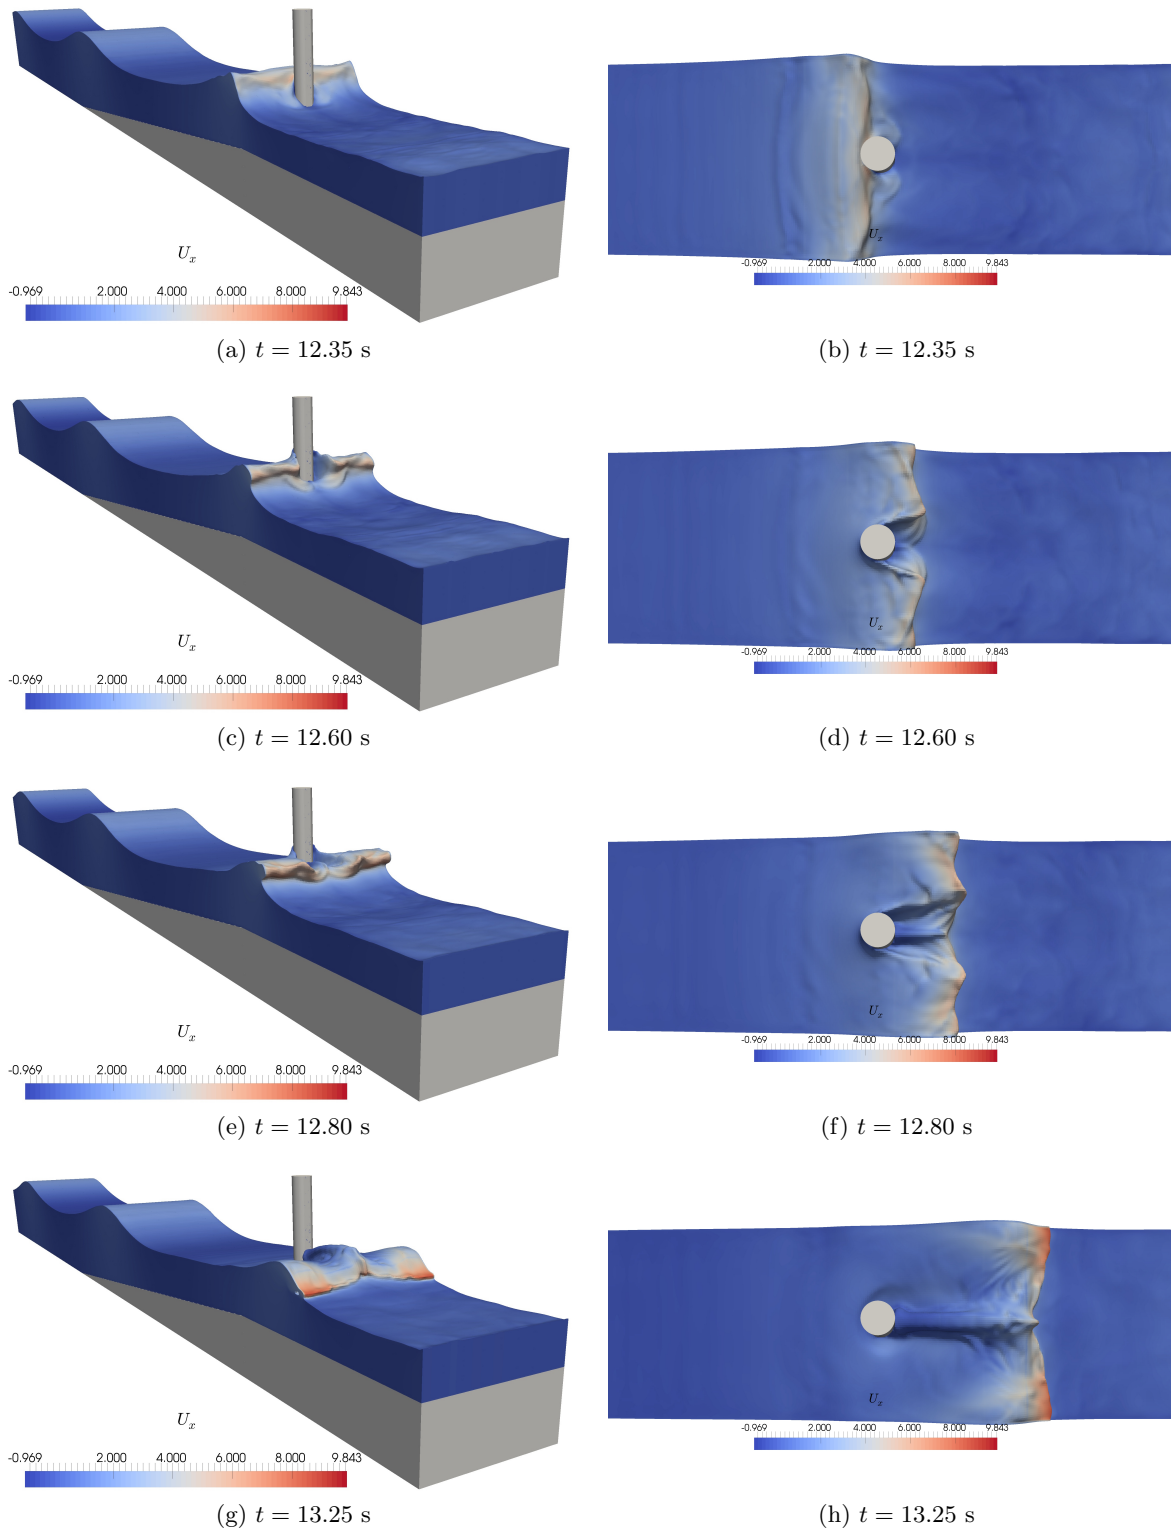 U_x
U_x
-0.969 2.000 4.000 6.000 8.000 9.843
-0.969 2.000 4.000 6.000 8.000 9.843
(a) t = 12.35 s
(b) t = 12.35 s
U_x
U_x
-0.969 2.000 4.000 6.000 8.000 9.843
-0.969 2.000 4.000 6.000 8.000 9.843
(c) t = 12.60 s
(d) t = 12.60 s
U_x
U_x
-0.969 2.000 4.000 6.000 8.000 9.843
-0.969 2.000 4.000 6.000 8.000 9.843
(e) t = 12.80 s
(f) t = 12.80 s
U_x
U_x
-0.969 2.000 4.000 6.000 8.000 9.843
-0.969 2.000 4.000 6.000 8.000 9.843
(g) t = 13.25 s
(h) t = 13.25 s